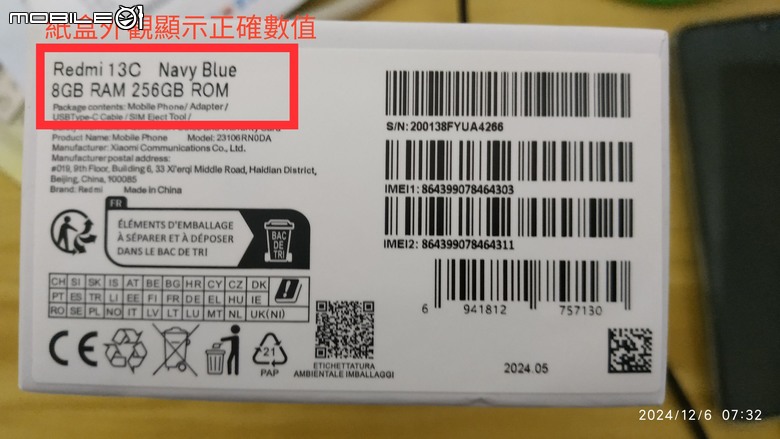 MOBILE01
紙盒外觀顯示正確數值
Redmi 13C Navy Blue
8GB RAM 256GB ROM
Package contents: Mobile Phone/ Adapter/
USB Type-C Cable / SIM Eject Tool /
Product Name: Mobile Phone Model: 23106RN0DA
Manufacturer: Xiaomi Communications Co., Ltd.
Manufacturer postal address:
#019, 9th Floor, Building 6, 33 Xi'erqi Middle Road, Haidian District,
Beijing, China, 100085
Brand: Redmi Made in China
S/N: 200138FYUA4266
IMEI1: 864399078464303
IMEI2: 864399078464311
6 941812 757130
FR
ÉLÉMENTS D'EMBALLAGE
À SÉPARER ET À DÉPOSER
DANS LE BAC DE TRI
BAC
DE
TRI
CH SI SK IS AT BE BG HR CY CZ DK
PT ES TR LI EE FI FR DE EL HU IE
RO SE PL NO IT LV LT LU MT NL UK(NI)
CE
21
PAP
ETICHETTATURA
AMBIENTALE IMBALLAGGI
2024.05
2024/12/6 07:32